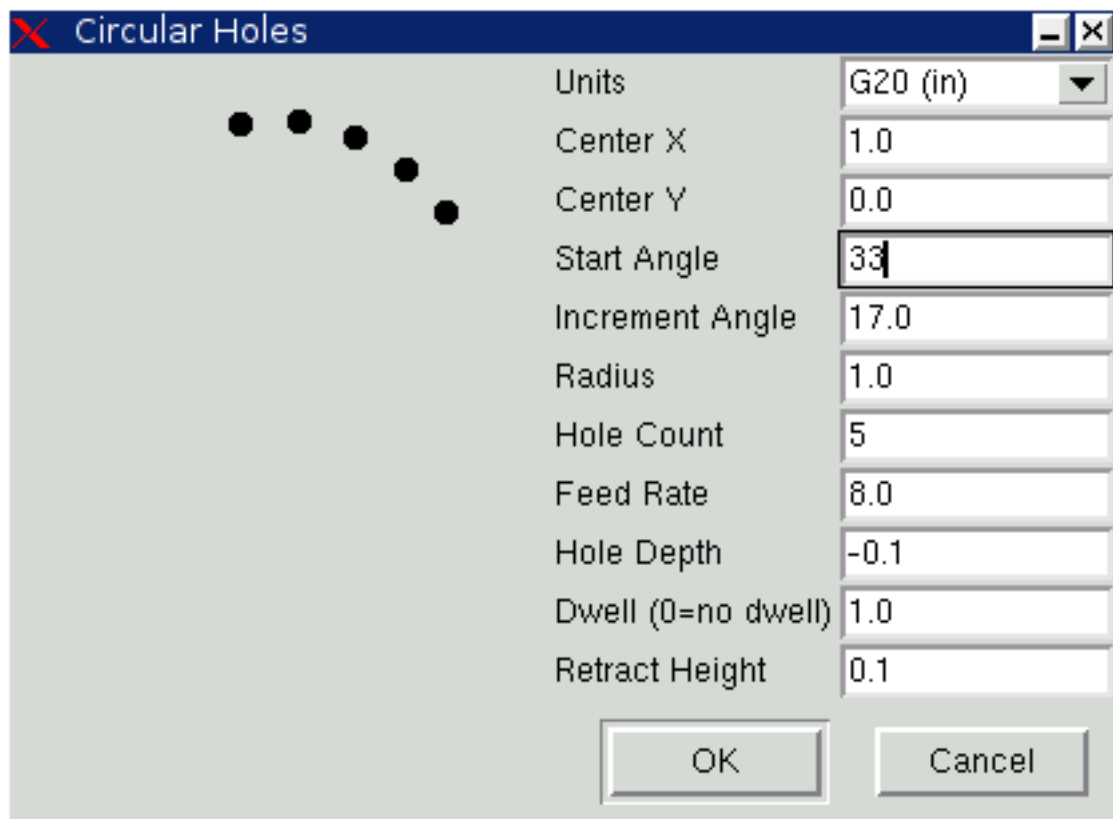 Circular Holes
Units G20 (in)
Center X 1.0
Center Y 0.0
Start Angle 33
Increment Angle 17.0
Radius 1.0
Hole Count 5
Feed Rate 8.0
Hole Depth -0.1
Dwell (0=no dwell) 1.0
Retract Height 0.1
OK Cancel